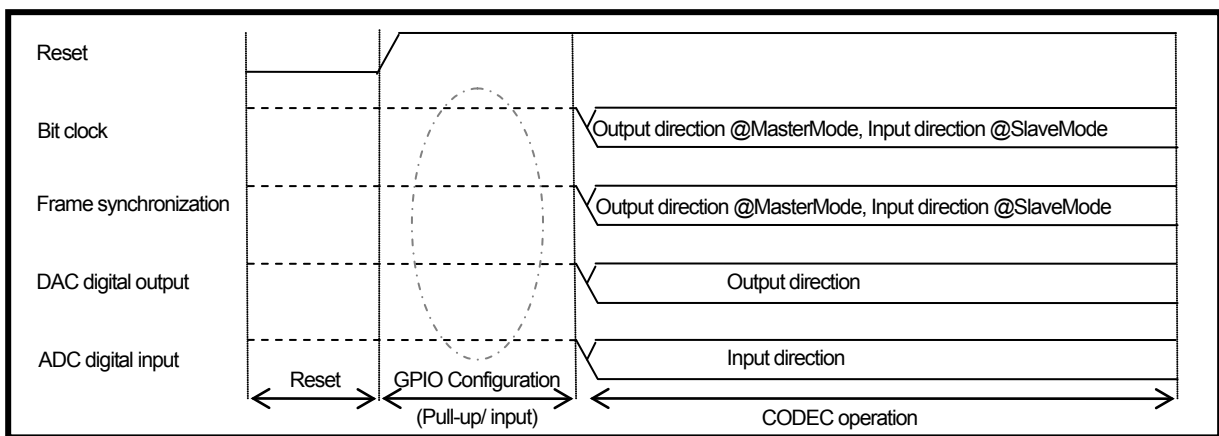 Reset
Bit clock
Output direction @MasterMode, Input direction @SlaveMode
Frame synchronization
Output direction @MasterMode, Input direction @SlaveMode
DAC digital output
Output direction
ADC digital input
Input direction
Reset
GPIO Configuration
(Pull-up/ input)
CODEC operation